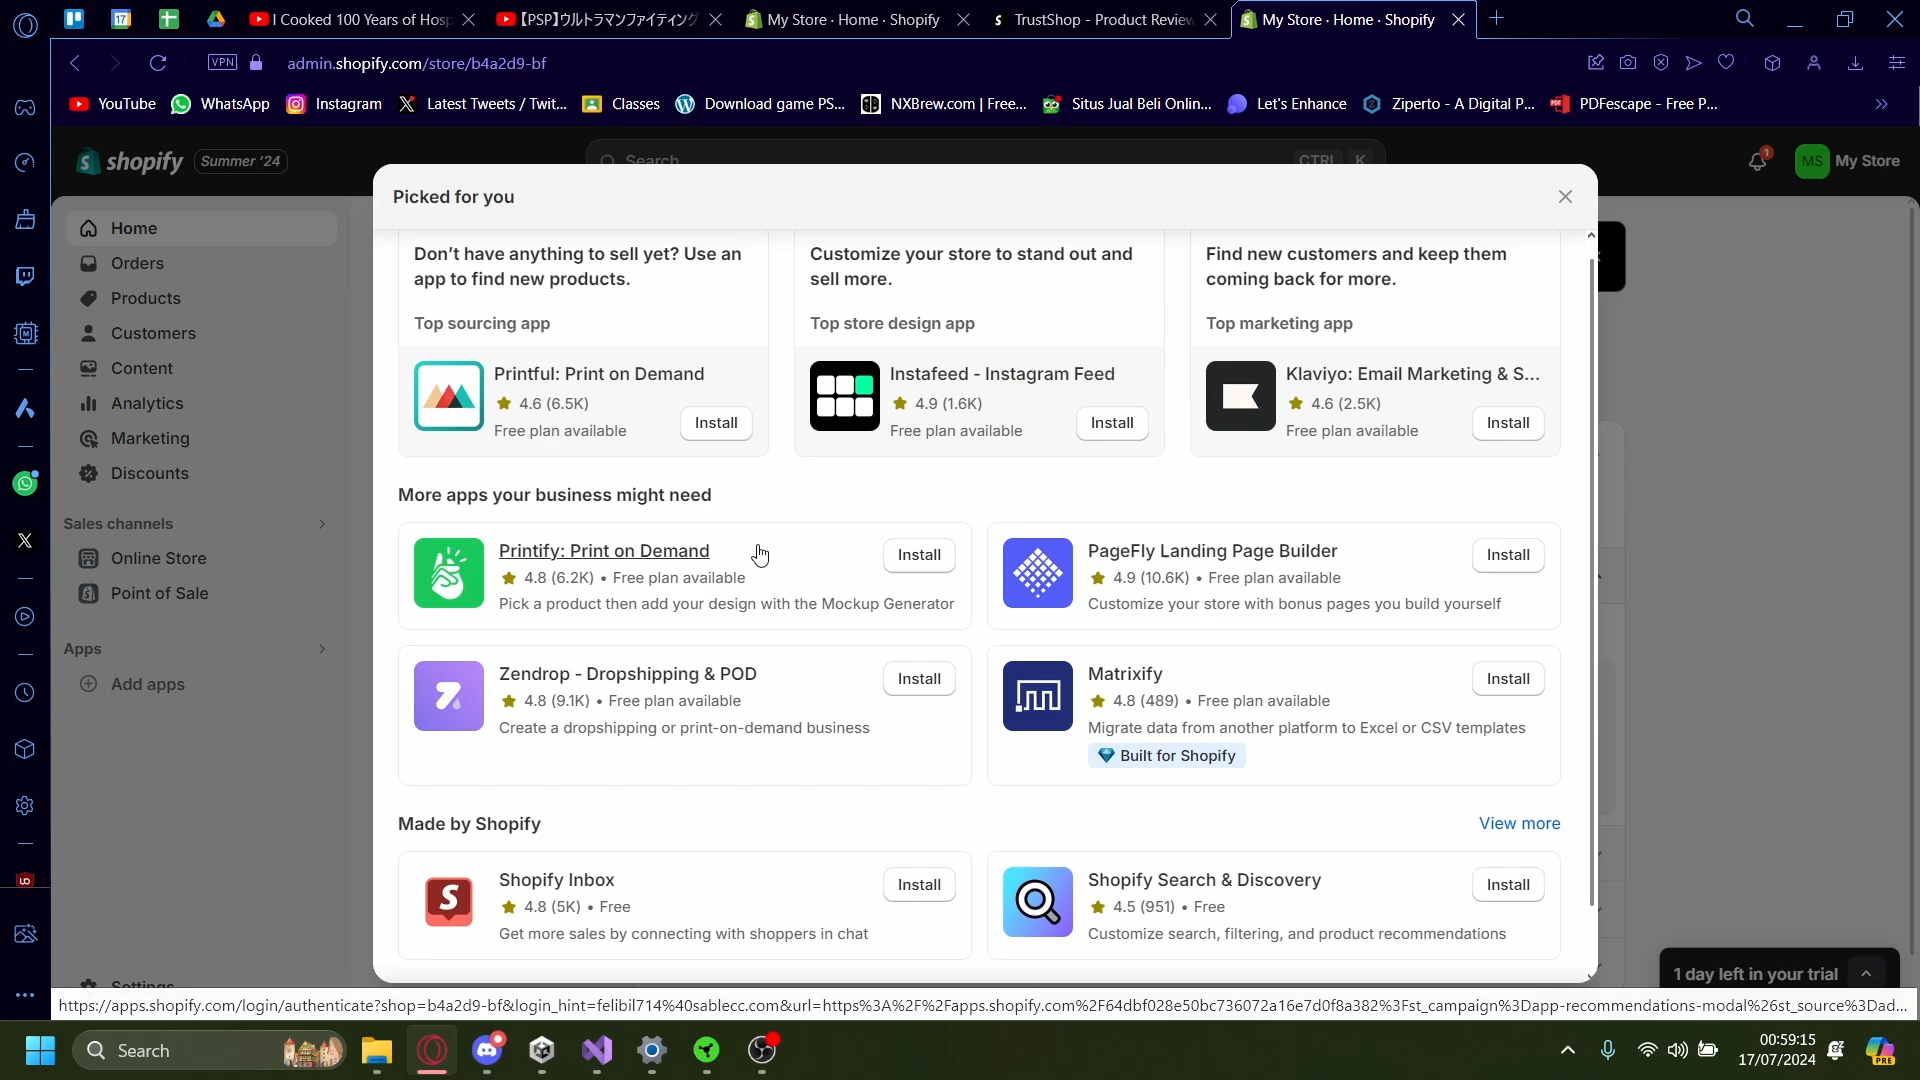 I Cooked 100 Years of Hosp
【PSP】ウルトラマンファイティング
My Store · Home · Shopify
TrustShop - Product Review
My Store · Home · Shopify
VPN
admin.shopify.com/store/b4a2d9-bf
YouTube
WhatsApp
Instagram
Latest Tweets / Twit...
Classes
Download game PS...
NXBrew.com | Free...
Situs Jual Beli Onlin...
Let's Enhance
Ziperto - A Digital P...
PDFescape - Free P...
shopify
Summer '24
Search
CTRL K
1
MS
My Store
Home
Orders
Products
Customers
Content
Analytics
Marketing
Discounts
Sales channels
Online Store
Point of Sale
Apps
Add apps
Settings
Picked for you
Don't have anything to sell yet? Use an
app to find new products.
Top sourcing app
Printful: Print on Demand
4.6 (6.5K)
Free plan available
Install
Customize your store to stand out and
sell more.
Top store design app
Instafeed - Instagram Feed
4.9 (1.6K)
Free plan available
Install
Find new customers and keep them
coming back for more.
Top marketing app
Klaviyo: Email Marketing & S...
4.6 (2.5K)
Free plan available
Install
More apps your business might need
Printify: Print on Demand
4.8 (6.2K) • Free plan available
Pick a product then add your design with the Mockup Generator
Install
PageFly Landing Page Builder
4.9 (10.6K) • Free plan available
Customize your store with bonus pages you build yourself
Install
Zendrop - Dropshipping & POD
4.8 (9.1K) • Free plan available
Create a dropshipping or print-on-demand business
Install
Matrixify
4.8 (489) • Free plan available
Migrate data from another platform to Excel or CSV templates
Built for Shopify
Install
Made by Shopify
View more
Shopify Inbox
4.8 (5K) • Free
Get more sales by connecting with shoppers in chat
Install
Shopify Search & Discovery
4.5 (951) • Free
Customize search, filtering, and product recommendations
Install
1 day left in your trial
https://apps.shopify.com/login/authenticate?shop=b4a2d9-bf&login_hint=felibil714%40sablecc.com&url=https%3A%2F%2Fapps.shopify.com%2F64dbf028e50bc736072a16e7d0f8a382%3Fst_campaign%3Dapp-recommendations-modal%26st_source%3Dad...
Search
00:59:15
17/07/2024
PRE